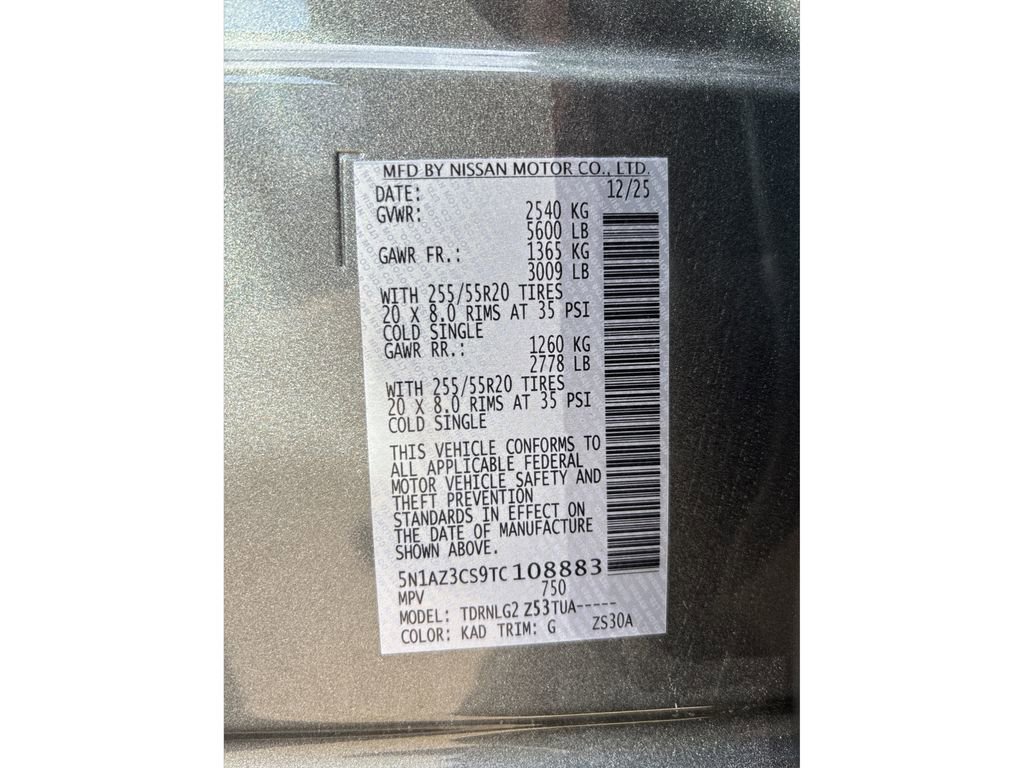 MFD BY NISSAN MOTOR CO., LTD.
DATE: 12/25
GVWR: 2540 KG
5600 LB
GAWR FR.: 1365 KG
3009 LB
WITH 255/55R20 TIRES
20 X 8.0 RIMS AT 35 PSI
COLD SINGLE
GAWR RR.: 1260 KG
2778 LB
WITH 255/55R20 TIRES
20 X 8.0 RIMS AT 35 PSI
COLD SINGLE
THIS VEHICLE CONFORMS TO
ALL APPLICABLE FEDERAL
MOTOR VEHICLE SAFETY AND
THEFT PREVENTION
STANDARDS IN EFFECT ON
THE DATE OF MANUFACTURE
SHOWN ABOVE.
5N1AZ3CS9TC108883
MPV 750
MODEL: TDRNLG2 Z53TUA-----
COLOR: KAD TRIM: G ZS30A